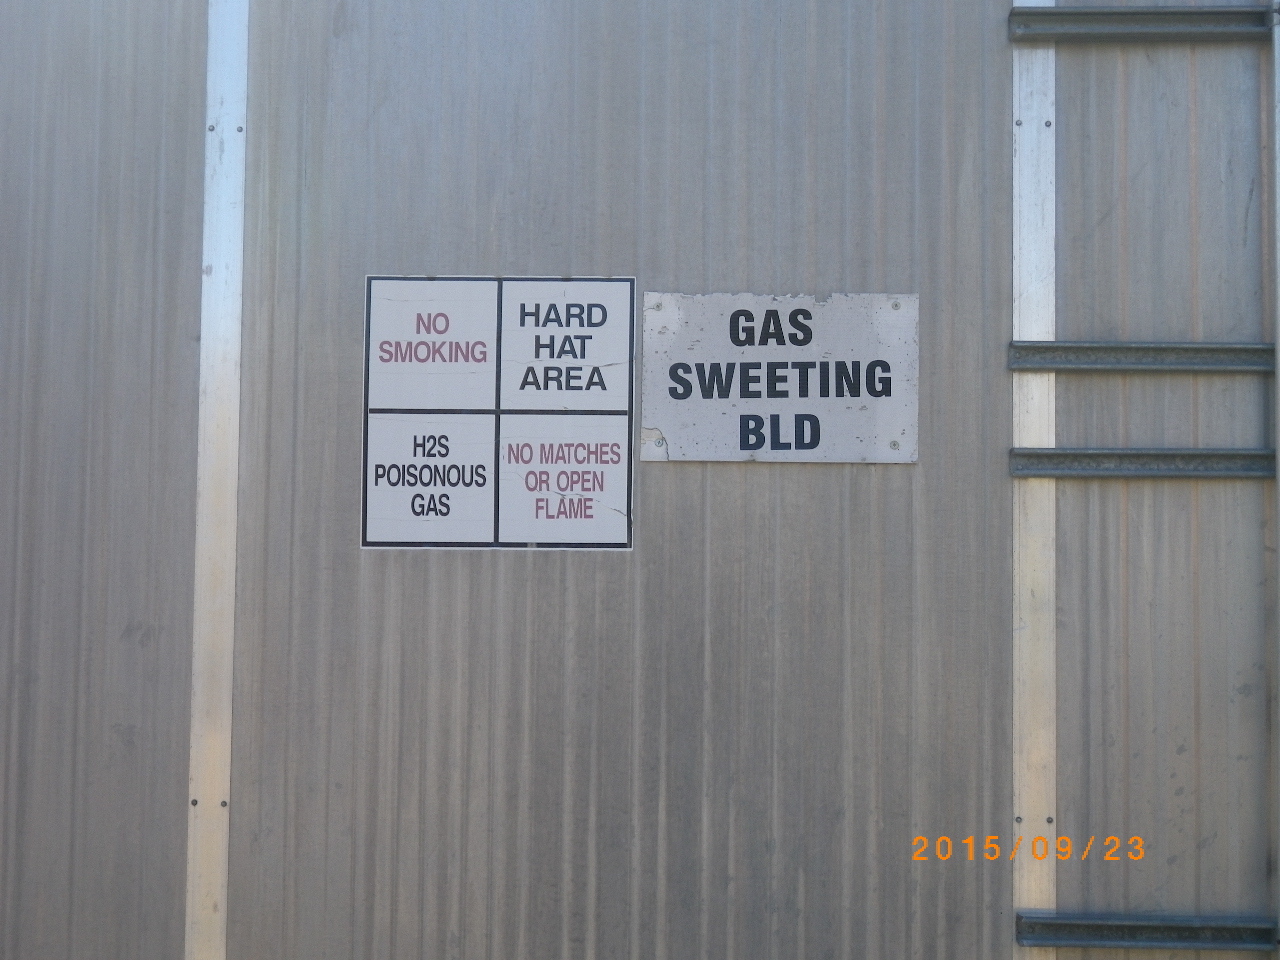 NO
SMOKING
HARD
HAT
AREA
H2S
POISONOUS
GAS
NO MATCHES
OR OPEN
FLAME
GAS
SWEETING
BLD
2015/09/23